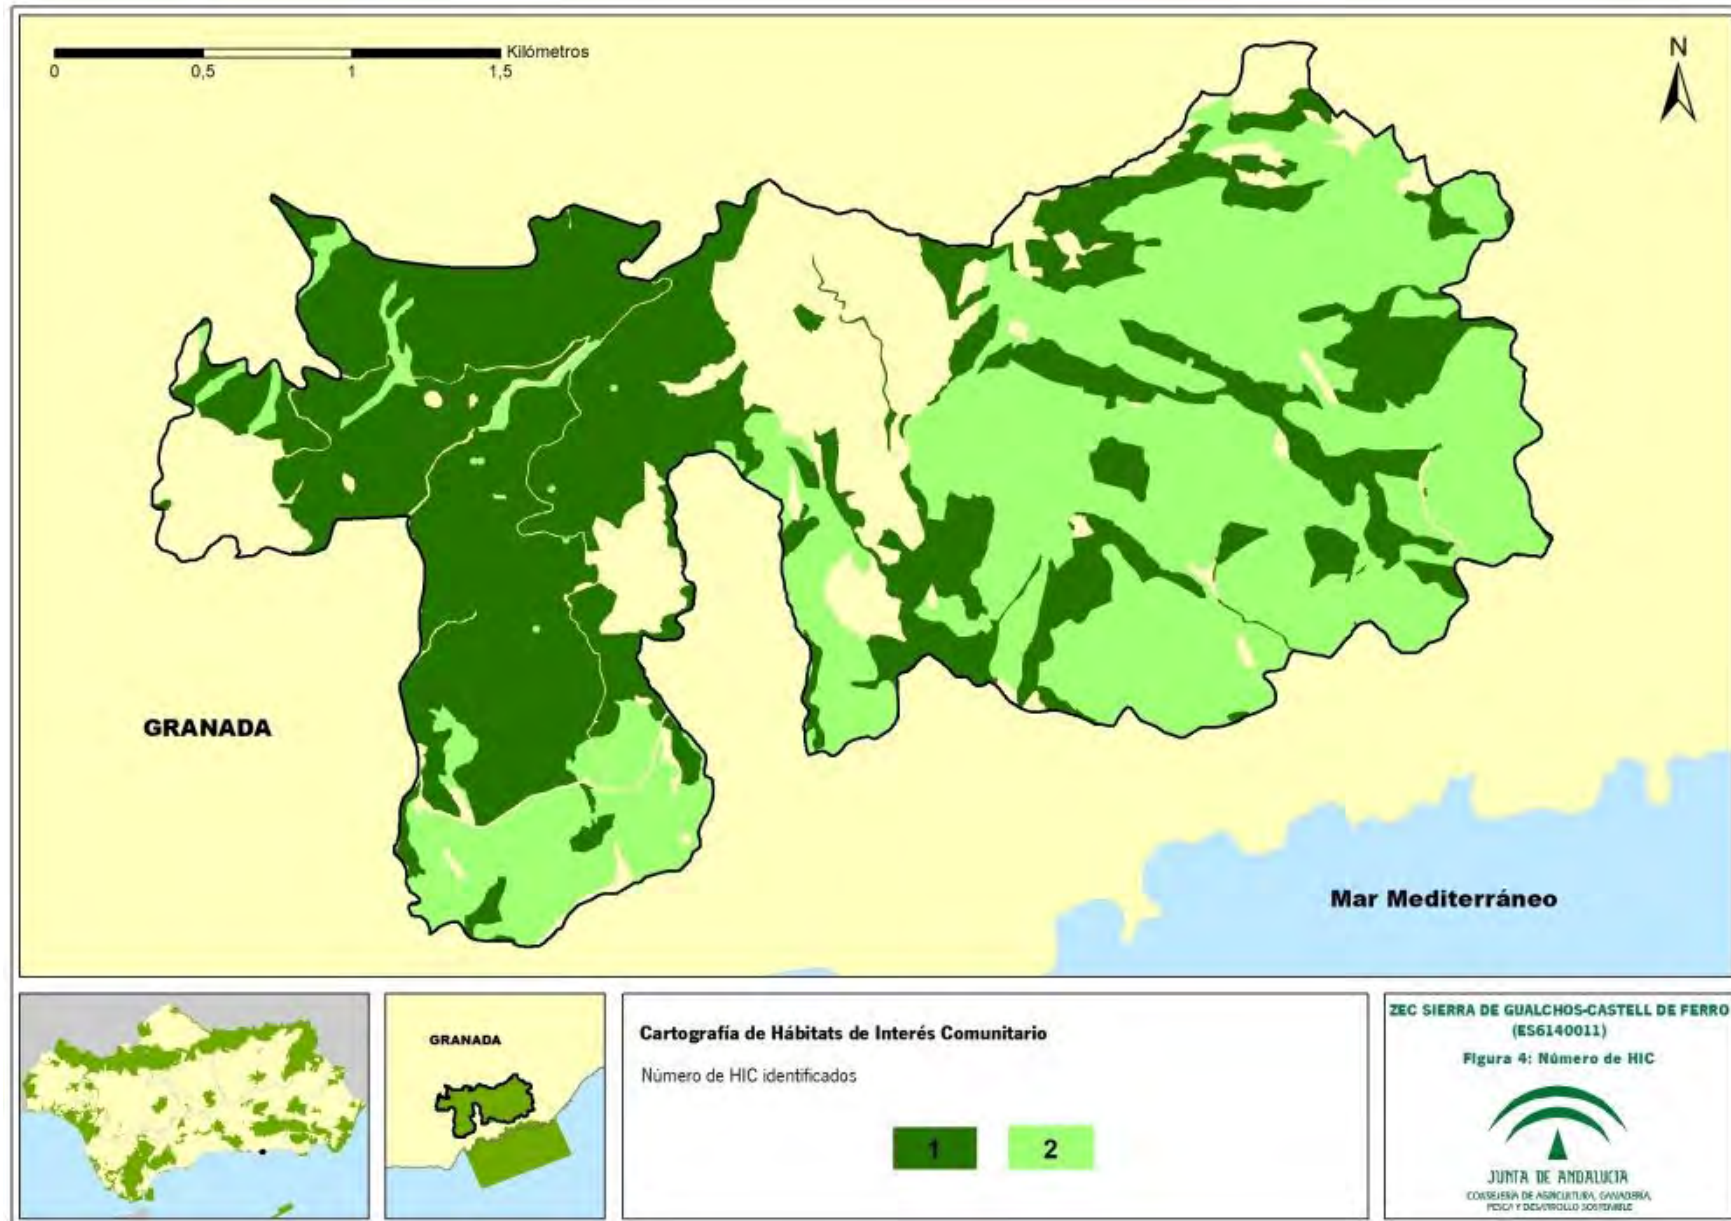 Kilómetros
0 0,5 1 1,5
N
GRANADA
Mar Mediterráneo
GRANADA
Cartografía de Hábitats de Interés Comunitario
Número de HIC identificados
1 2
ZEC SIERRA DE GUALCHOS-CASTELL DE FERRO
(ES6140011)
Figura 4: Número de HIC
JUNTA DE ANDALUCIA
CONSEJERÍA DE AGRICULTURA, GANADERÍA,
PESCA Y DESARROLLO SOSTENIBLE